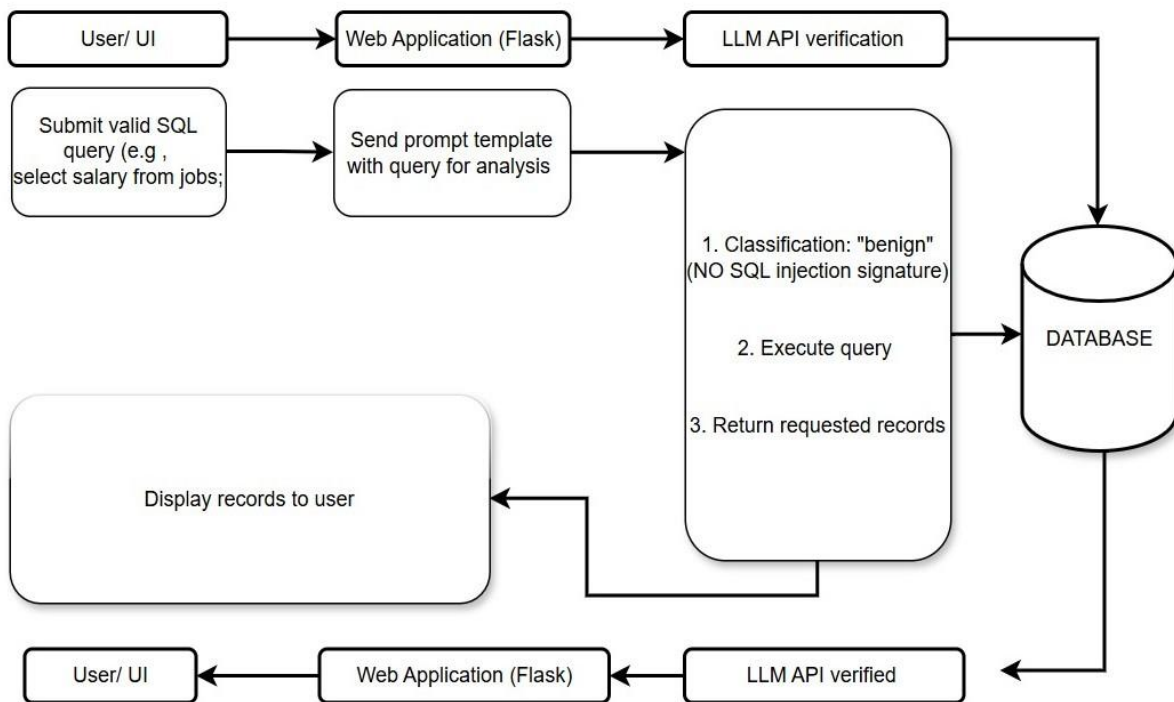 User/ UI
Web Application (Flask)
LLM API verification
Submit valid SQL
query (e.g ,
select salary from jobs;
Send prompt template
with query for analysis
1. Classification: "benign"
(NO SQL injection signature)
2. Execute query
3. Return requested records
DATABASE
Display records to user
User/ UI
Web Application (Flask)
LLM API verified